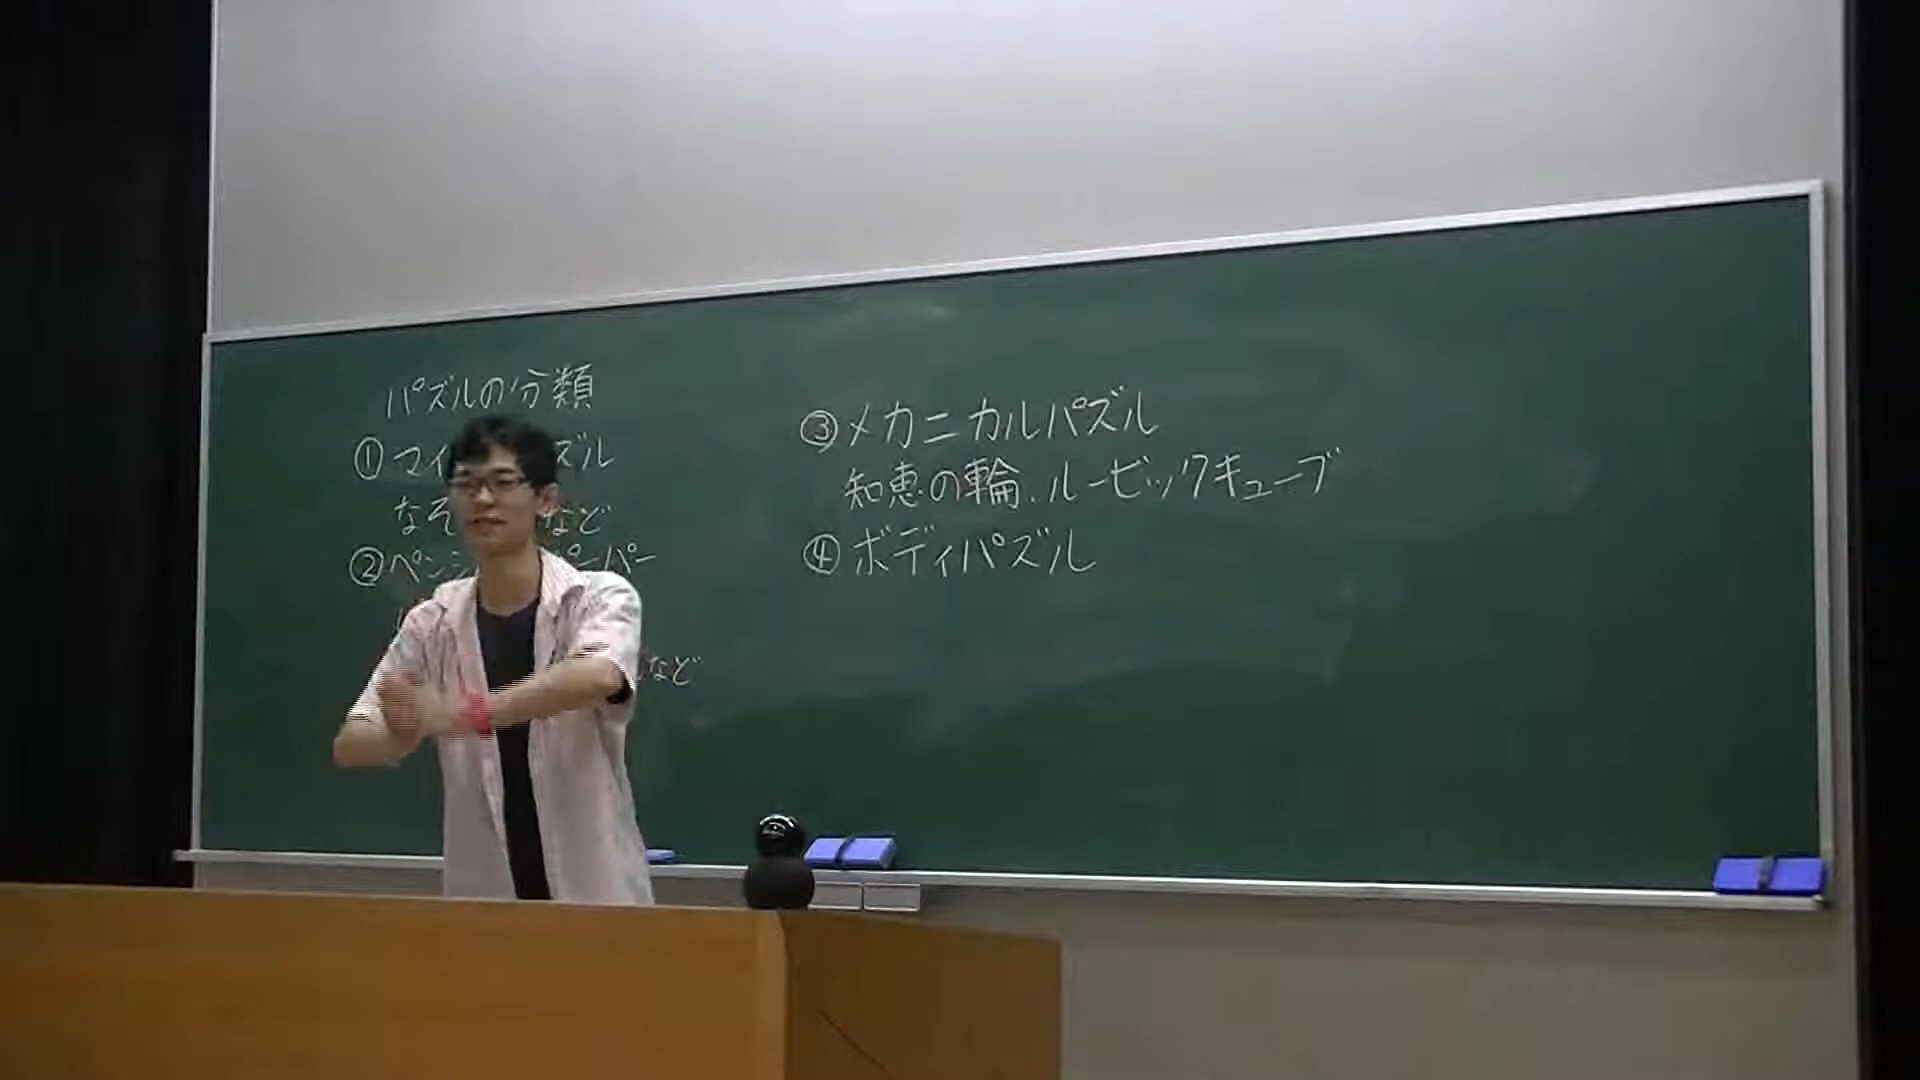 パズルの分類
①マイ ズル
なぞ など
②ペンシ ペーパー
など
③メカニカルパズル
知恵の輪、ルービックキューブ
④ボディパズル